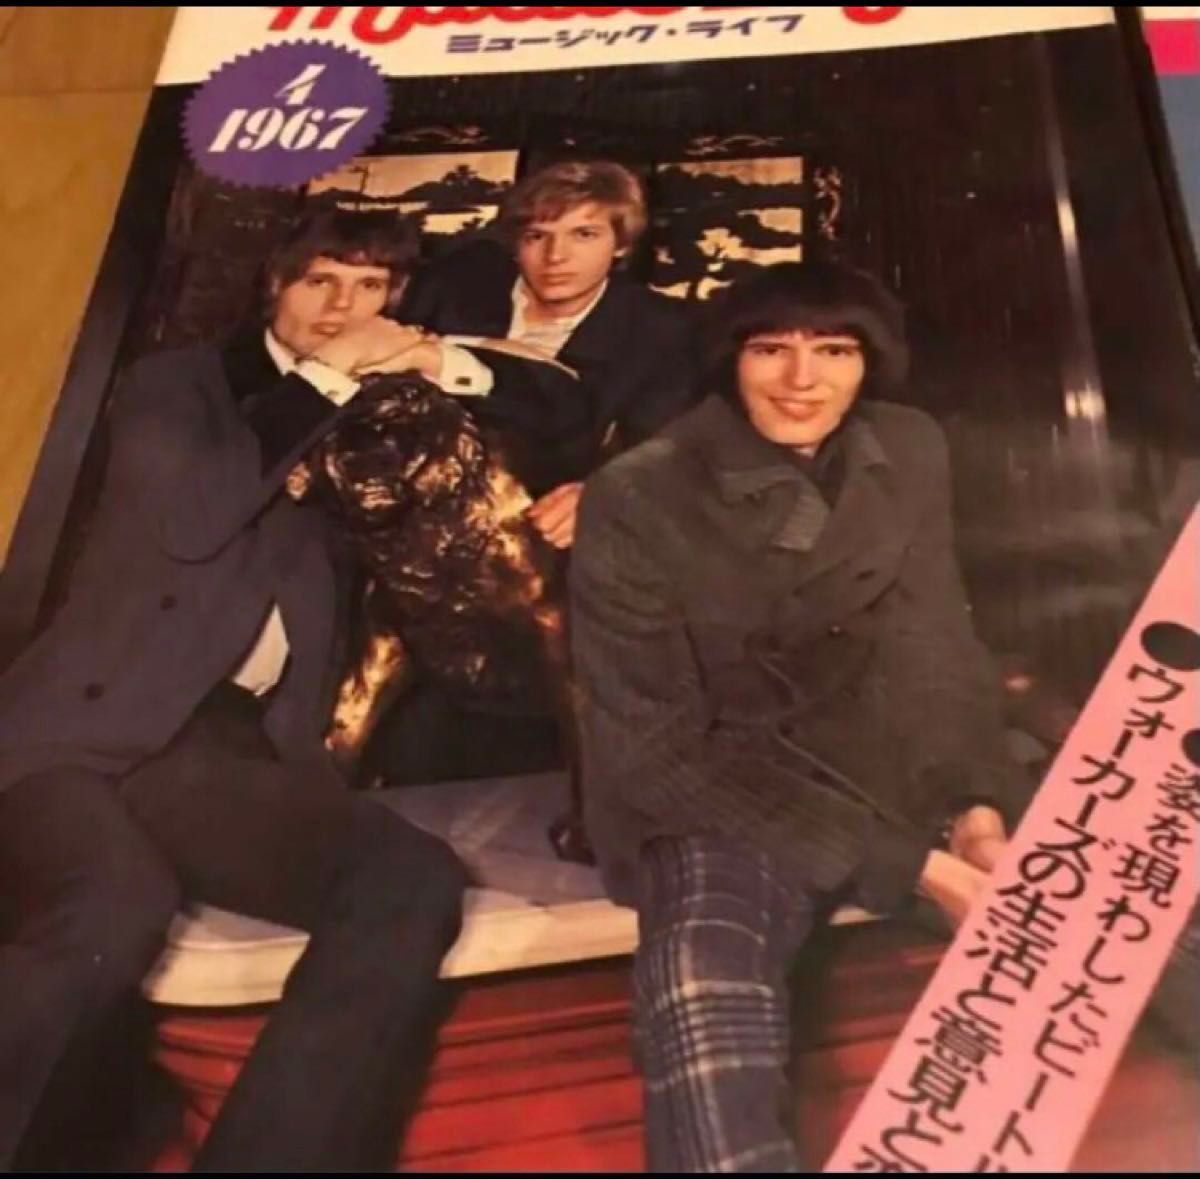 ミュージック・ライフ
4
1967
●ウォーカーズの生活と意見と
●姿を現わしたビート